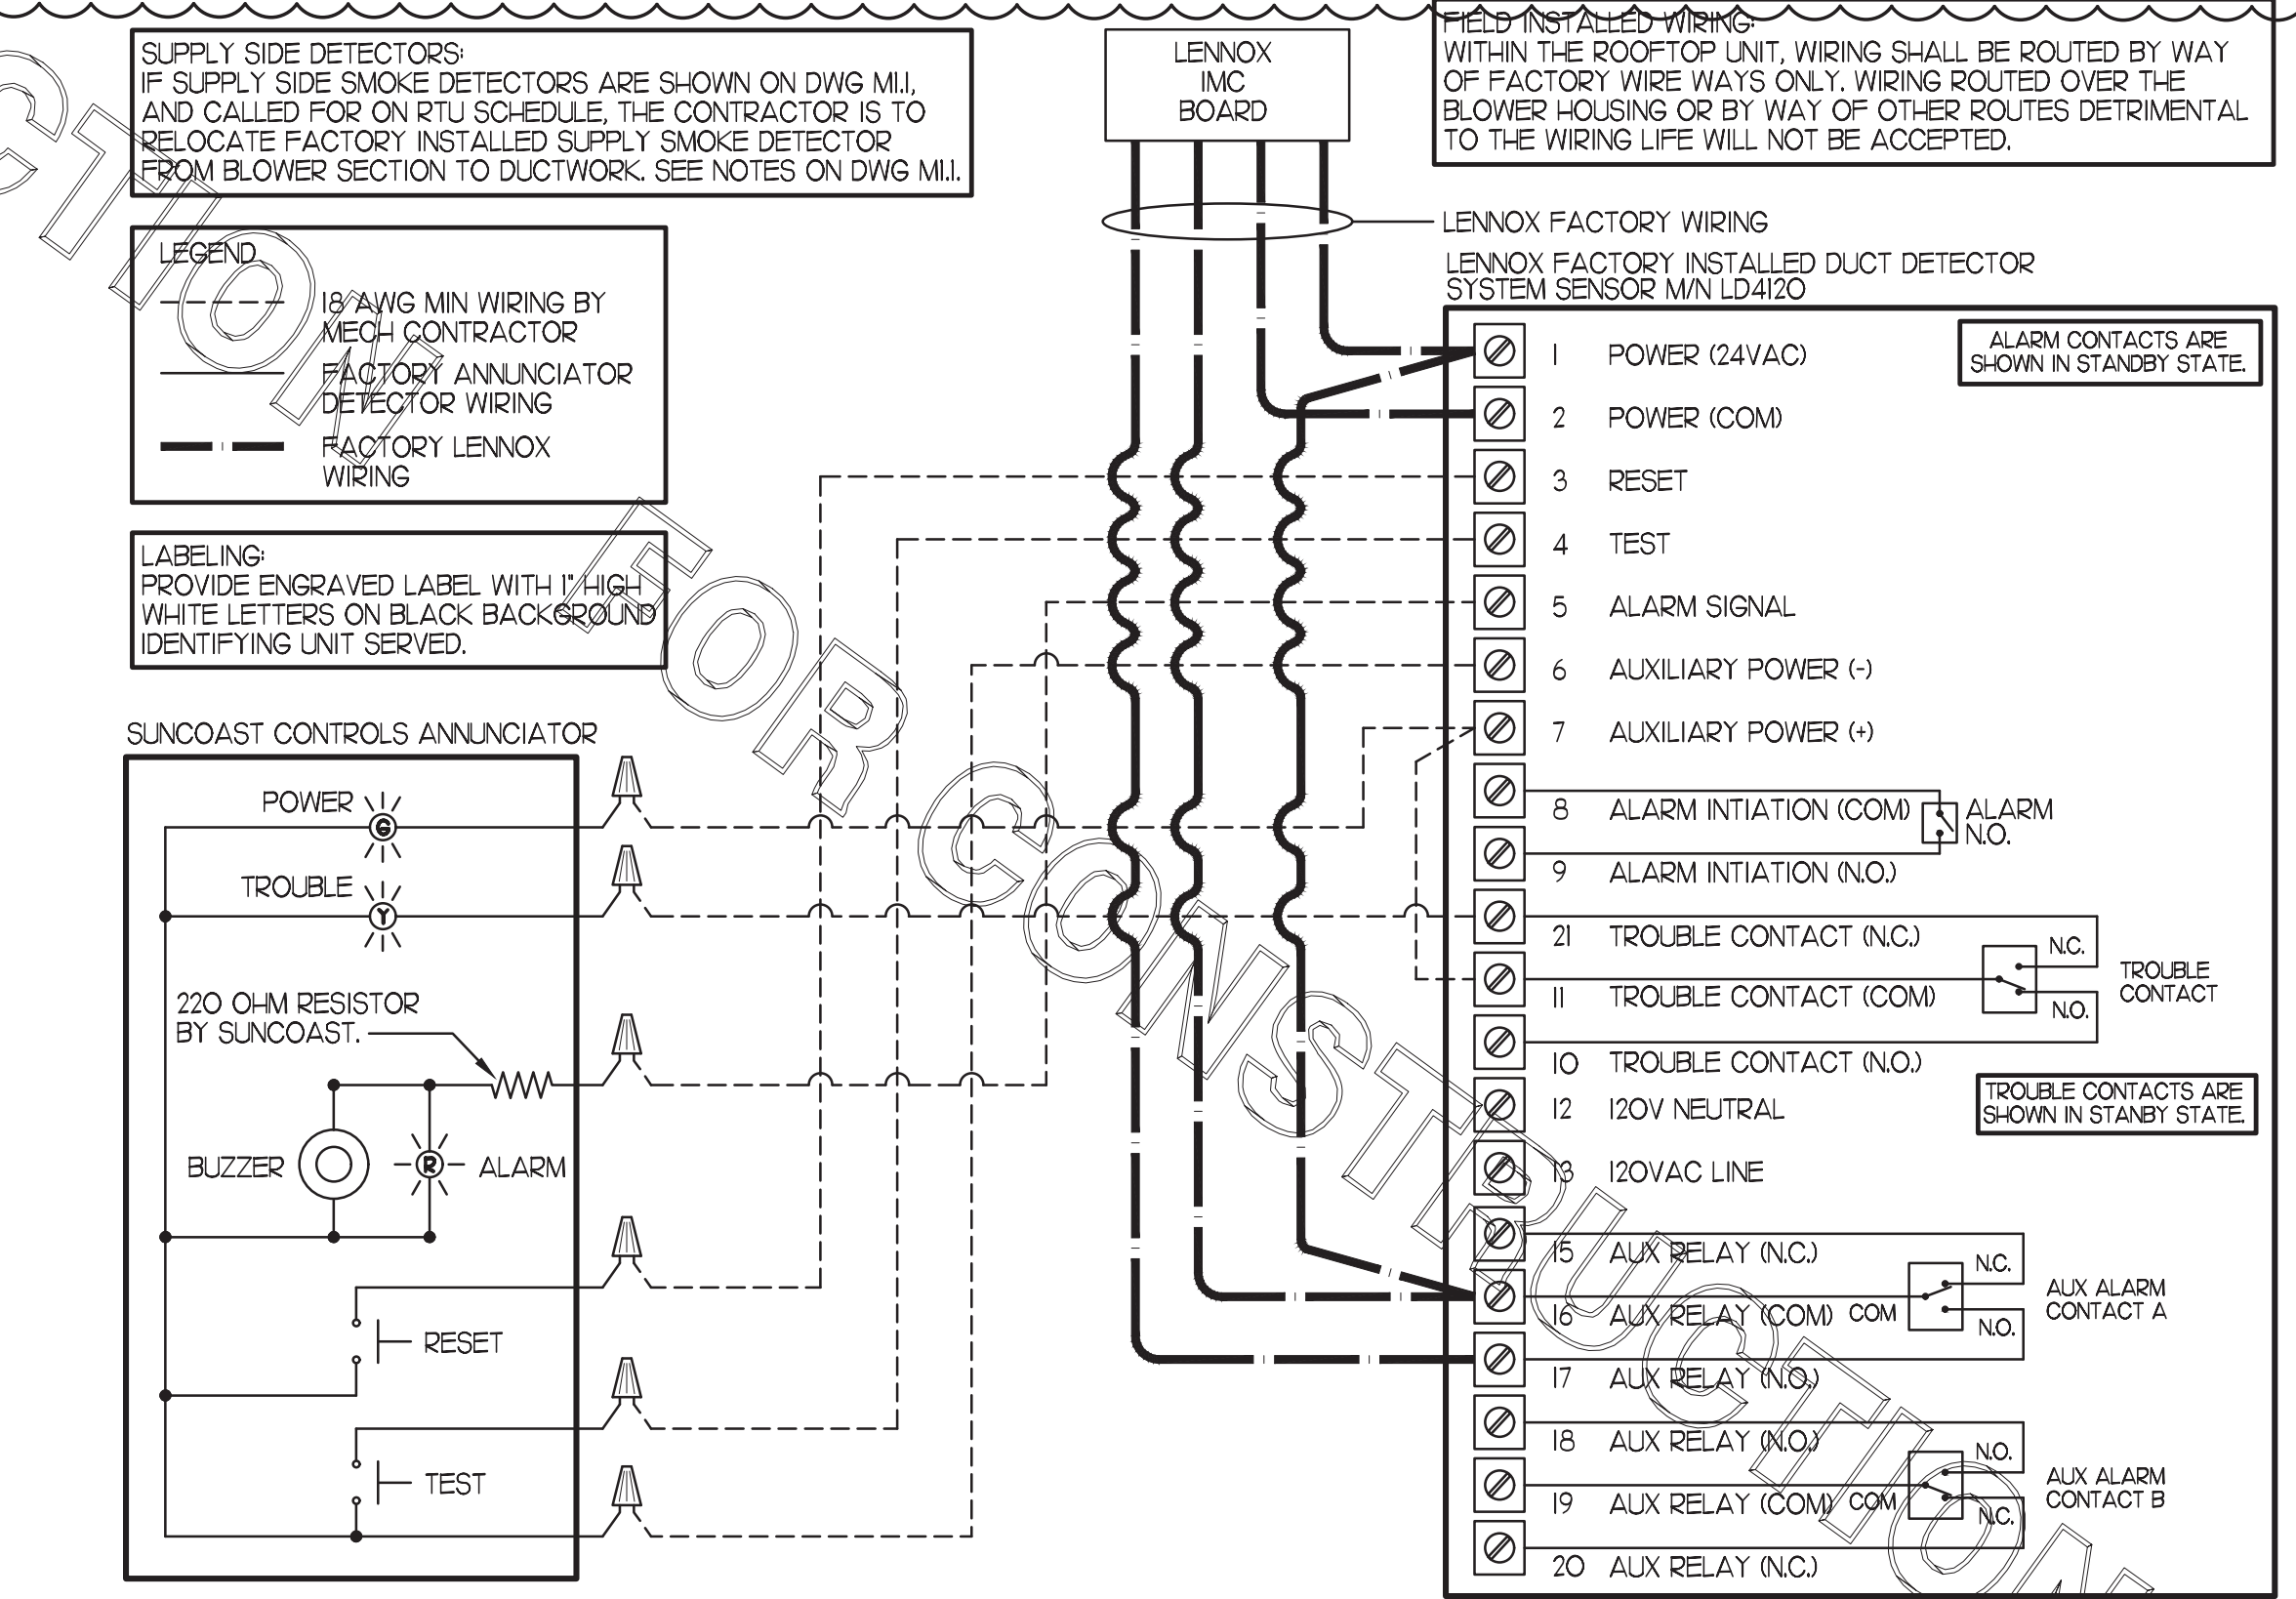 SUPPLY SIDE DETECTORS:
IF SUPPLY SIDE SMOKE DETECTORS ARE SHOWN ON DWG M1.1,
AND CALLED FOR ON RTU SCHEDULE, THE CONTRACTOR IS TO
RELOCATE FACTORY INSTALLED SUPPLY SMOKE DETECTOR
FROM BLOWER SECTION TO DUCTWORK. SEE NOTES ON DWG M1.1.
LENNOX
IMC
BOARD
FIELD INSTALLED WIRING:
WITHIN THE ROOFTOP UNIT, WIRING SHALL BE ROUTED BY WAY
OF FACTORY WIRE WAYS ONLY. WIRING ROUTED OVER THE
BLOWER HOUSING OR BY WAY OF OTHER ROUTES DETRIMENTAL
TO THE WIRING LIFE WILL NOT BE ACCEPTED.
LEGEND
18 AWG MIN WIRING BY
MECH CONTRACTOR
FACTORY ANNUNCIATOR
DETECTOR WIRING
FACTORY LENNOX
WIRING
LABELING:
PROVIDE ENGRAVED LABEL WITH 1" HIGH
WHITE LETTERS ON BLACK BACKGROUND
IDENTIFYING UNIT SERVED.
LENNOX FACTORY WIRING
LENNOX FACTORY INSTALLED DUCT DETECTOR
SYSTEM SENSOR M/N LD4120
ALARM CONTACTS ARE
SHOWN IN STANDBY STATE.
1 POWER (24VAC)
2 POWER (COM)
3 RESET
4 TEST
5 ALARM SIGNAL
6 AUXILIARY POWER (-)
7 AUXILIARY POWER (+)
8 ALARM INTIATION (COM)
ALARM
N.O.
9 ALARM INTIATION (N.O.)
21 TROUBLE CONTACT (N.C.)
N.C.
11 TROUBLE CONTACT (COM)
N.O.
TROUBLE
CONTACT
10 TROUBLE CONTACT (N.O.)
TROUBLE CONTACTS ARE
SHOWN IN STANBY STATE.
12 120V NEUTRAL
13 120VAC LINE
15 AUX RELAY (N.C.)
N.C.
16 AUX RELAY (COM) COM
N.O.
AUX ALARM
CONTACT A
17 AUX RELAY (N.O.)
18 AUX RELAY (N.O.)
N.O.
19 AUX RELAY (COM) COM
N.C.
AUX ALARM
CONTACT B
20 AUX RELAY (N.C.)
SUNCOAST CONTROLS ANNUNCIATOR
POWER
G
TROUBLE
Y
220 OHM RESISTOR
BY SUNCOAST.
BUZZER
R
ALARM
RESET
TEST
CTION FOR CONSTRUCTION